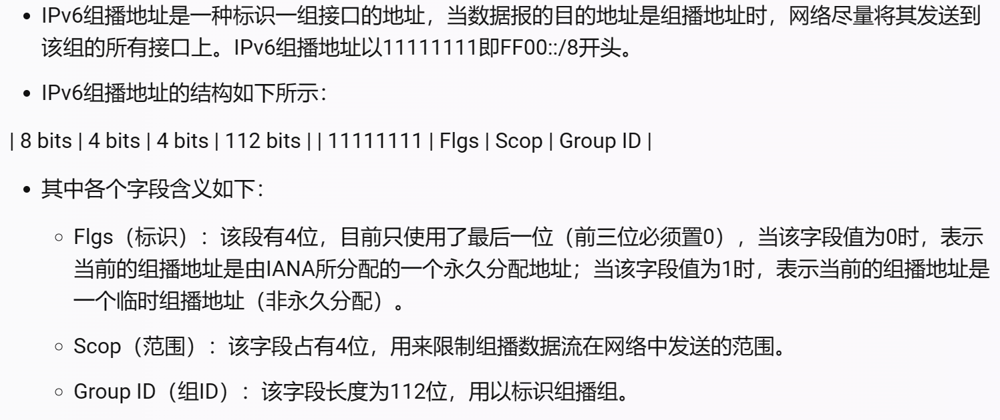 • IPv6组播地址是一种标识一组接口的地址，当数据报的目的地址是组播地址时，网络尽量将其发送到
该组的所有接口上。IPv6组播地址以11111111即FF00::/8开头。
• IPv6组播地址的结构如下所示：
| 8 bits | 4 bits | 4 bits | 112 bits | | 11111111 | Flgs | Scop | Group ID |
• 其中各个字段含义如下：
◦ Flgs（标识）：该段有4位，目前只使用了最后一位（前三位必须置0），当该字段值为0时，表示
当前的组播地址是由IANA所分配的一个永久分配地址；当该字段值为1时，表示当前的组播地址是
一个临时组播地址（非永久分配）。
◦ Scop（范围）：该字段占有4位，用来限制组播数据流在网络中发送的范围。
◦ Group ID（组ID）：该字段长度为112位，用以标识组播组。